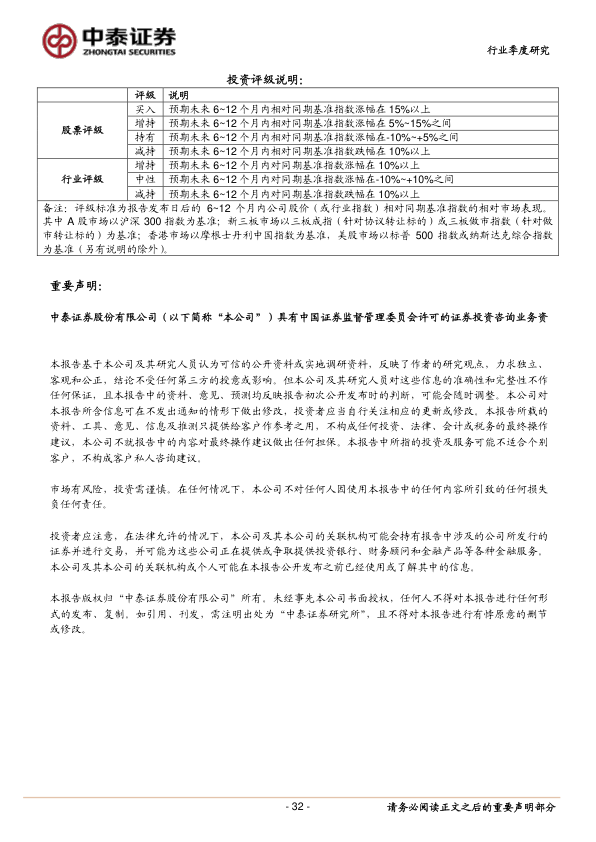 中泰证券
ZHONGTAI SECURITIES
行业季度研究
投资评级说明：
评级 说明
股票评级
买入 预期未来 6~12 个月内相对同期基准指数涨幅在 15%以上
增持 预期未来 6~12 个月内相对同期基准指数涨幅在 5%~15%之间
持有 预期未来 6~12 个月内相对同期基准指数涨幅在-10%~+5%之间
减持 预期未来 6~12 个月内相对同期基准指数跌幅在 10%以上
行业评级
增持 预期未来 6~12 个月内对同期基准指数涨幅在 10%以上
中性 预期未来 6~12 个月内对同期基准指数涨幅在-10%~+10%之间
减持 预期未来 6~12 个月内对同期基准指数跌幅在 10%以上
备注：评级标准为报告发布日后的 6~12 个月内公司股价（或行业指数）相对同期基准指数的相对市场表现。
其中 A 股市场以沪深 300 指数为基准；新三板市场以三板成指（针对协议转让标的）或三板做市指数（针对做
市转让标的）为基准；香港市场以摩根士丹利中国指数为基准，美股市场以标普 500 指数或纳斯达克综合指数
为基准（另有说明的除外）。
重要声明：
中泰证券股份有限公司（以下简称“本公司”）具有中国证券监督管理委员会许可的证券投资咨询业务资
本报告基于本公司及其研究人员认为可信的公开资料或实地调研资料，反映了作者的研究观点，力求独立、
客观和公正，结论不受任何第三方的授意或影响。但本公司及其研究人员对这些信息的准确性和完整性不作
任何保证，且本报告中的资料、意见、预测均反映报告初次公开发布时的判断，可能会随时调整。本公司对
本报告所含信息可在不发出通知的情形下做出修改，投资者应当自行关注相应的更新或修改。本报告所载的
资料、工具、意见、信息及推测只提供给客户作参考之用，不构成任何投资、法律、会计或税务的最终操作
建议，本公司不就报告中的内容对最终操作建议做出任何担保。本报告中所指的投资及服务可能不适合个别
客户，不构成客户私人咨询建议。
市场有风险，投资需谨慎。在任何情况下，本公司不对任何人因使用本报告中的任何内容所引致的任何损失
负任何责任。
投资者应注意，在法律允许的情况下，本公司及其本公司的关联机构可能会持有报告中涉及的公司所发行的
证券并进行交易，并可能为这些公司正在提供或争取提供投资银行、财务顾问和金融产品等各种金融服务。
本公司及其本公司的关联机构或个人可能在本报告公开发布之前已经使用或了解其中的信息。
本报告版权归“中泰证券股份有限公司”所有。未经事先本公司书面授权，任何人不得对本报告进行任何形
式的发布、复制。如引用、刊发，需注明出处为“中泰证券研究所”，且不得对本报告进行有悖原意的删节
或修改。
- 32 -
请务必阅读正文之后的重要声明部分